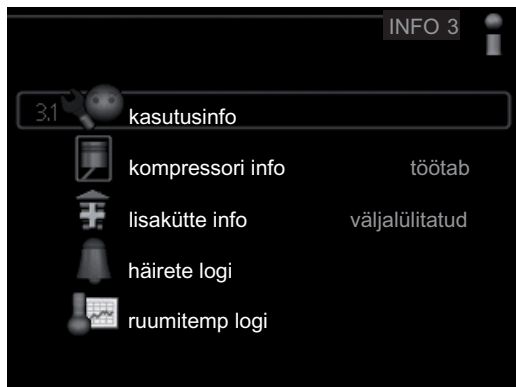 INFO 3
3.1 kasutusinfo
kompressori info töötab
lisakütte info väljalülitatud
häirete logi
ruumitemp logi